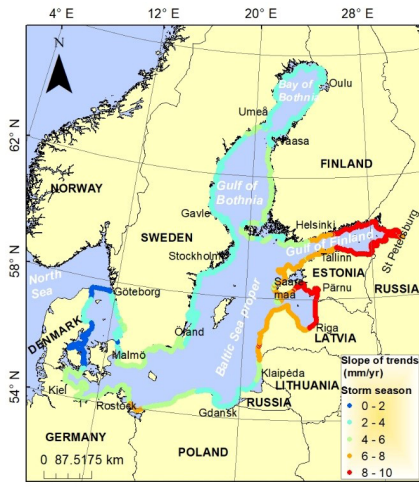 4° E 12° E 20° E 28° E
N
Bay of
Bothnia
Oulu
Umeå
Vaasa
62° N
FINLAND
NORWAY
Gulf of
Bothnia
Gavle
Helsinki
Gulf of Finland
St Petersburg
SWEDEN
Tallinn
Stockholm
ESTONIA
58° N
North
Sea
Saare
maa
Pärnu
RUSSIA
Göteborg
Baltic Sea proper
Riga
LATVIA
DENMARK
Öland
Malmö
Klaipėda
LITHUANIA
54° N
Kiel
RUSSIA
Rostock
Gdansk
GERMANY
POLAND
0 87.5175 km
Slope of trends
(mm/yr)
Storm season
0 - 2
2 - 4
4 - 6
6 - 8
8 - 10